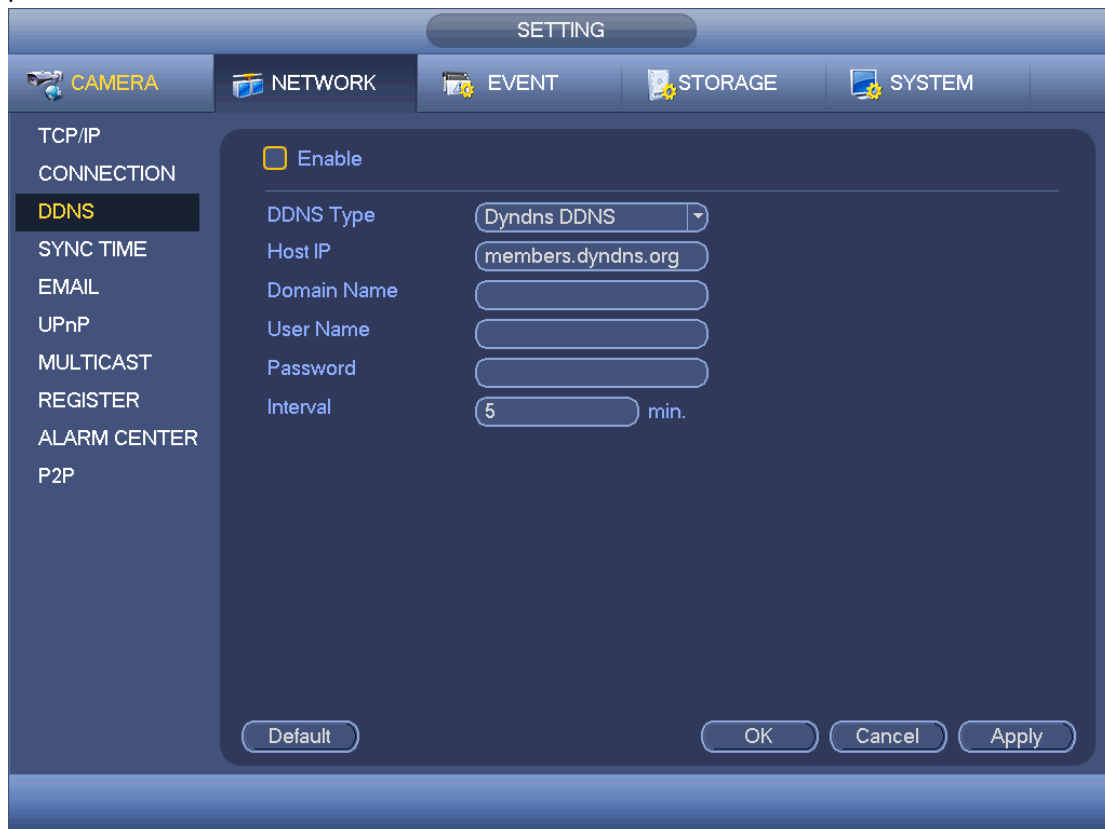 SETTING
CAMERA NETWORK EVENT STORAGE SYSTEM
TCP/IP
CONNECTION
DDNS
SYNC TIME
EMAIL
UPnP
MULTICAST
REGISTER
ALARM CENTER
P2P
Enable
DDNS Type Dyndns DDNS
Host IP members.dyndns.org
Domain Name
User Name
Password
Interval 5 min.
Default OK Cancel Apply